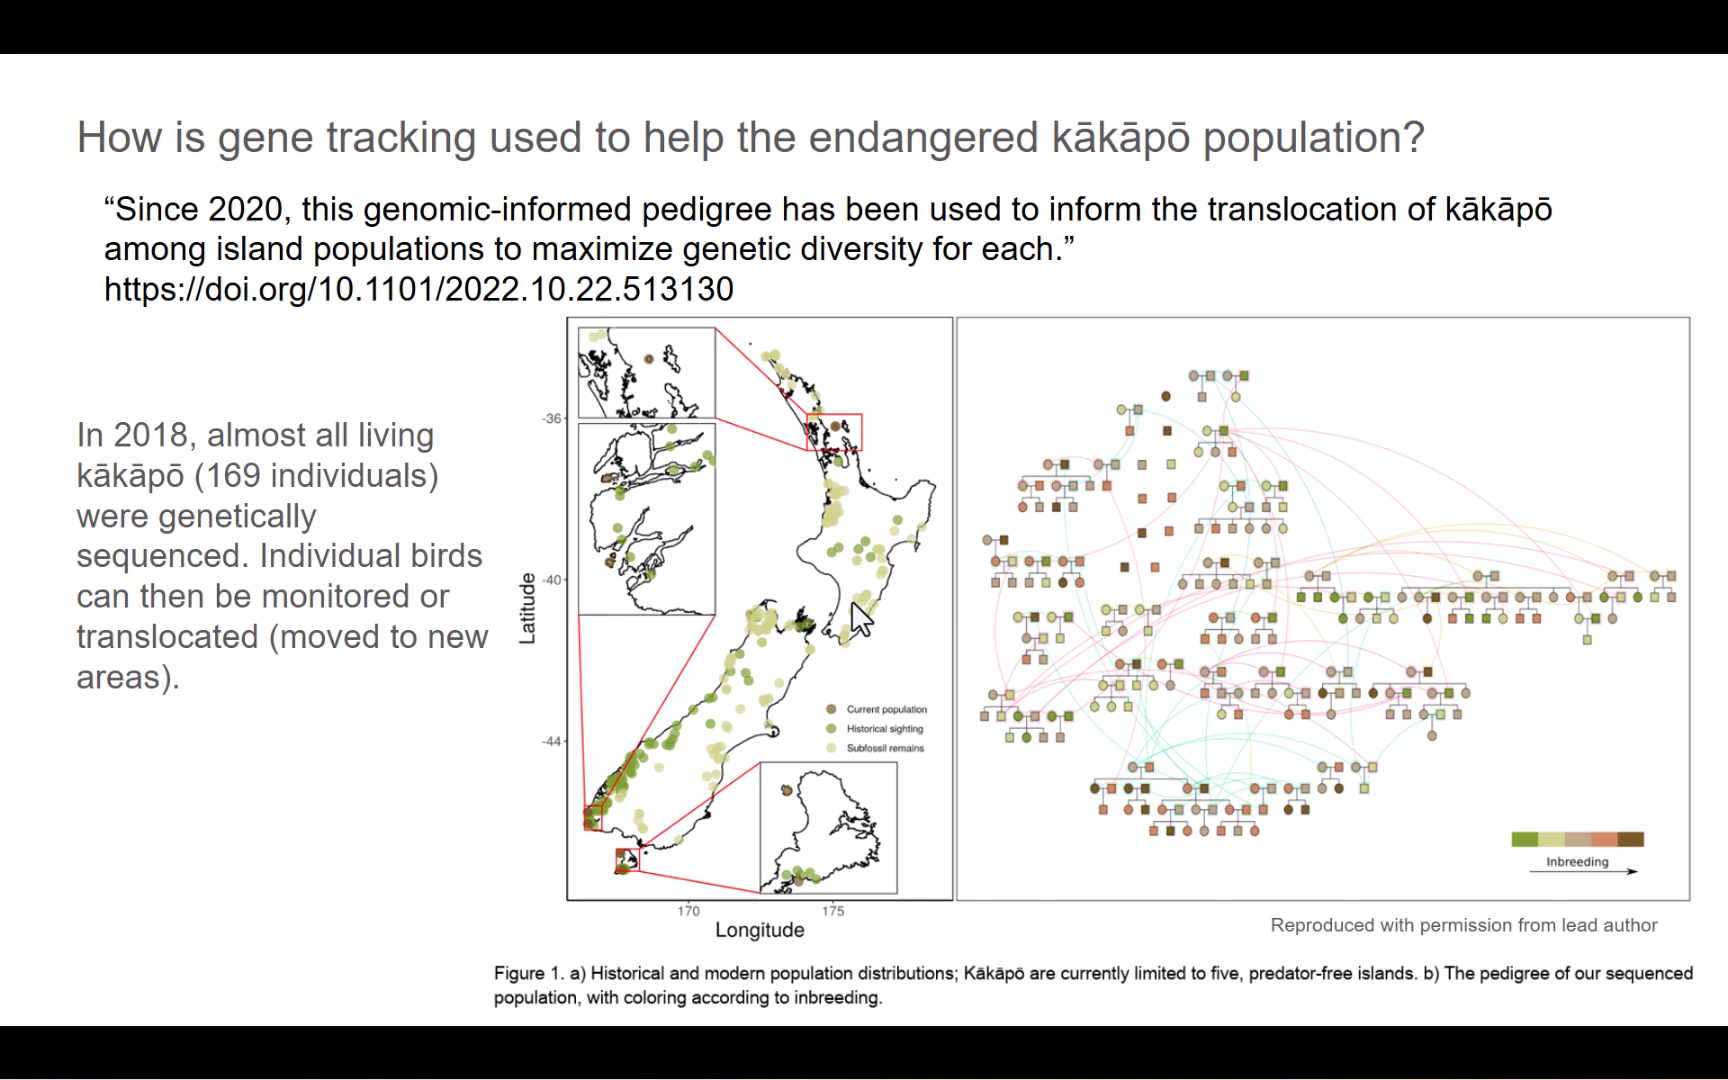 How is gene tracking used to help the endangered kākāpō population?
“Since 2020, this genomic-informed pedigree has been used to inform the translocation of kākāpō
among island populations to maximize genetic diversity for each.”
https://doi.org/10.1101/2022.10.22.513130
In 2018, almost all living
kākāpō (169 individuals)
were genetically
sequenced. Individual birds
can then be monitored or
translocated (moved to new
areas).
Latitude
-36
-40
-44
Current population
Historical sighting
Subfossil remains
170
175
Longitude
Inbreeding
Reproduced with permission from lead author
Figure 1. a) Historical and modern population distributions; Kākāpō are currently limited to five, predator-free islands. b) The pedigree of our sequenced
population, with coloring according to inbreeding.